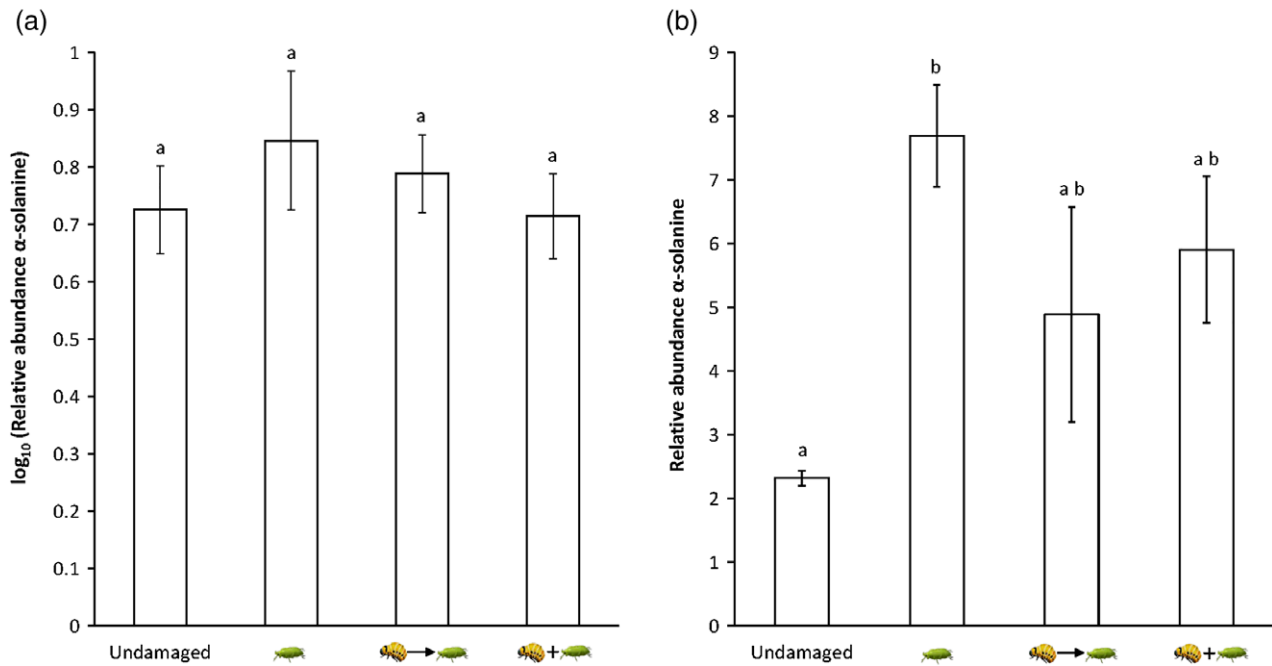 (a)
log₁₀ (Relative abundance α-solanine)
1
0.9
0.8
0.7
0.6
0.5
0.4
0.3
0.2
0.1
0
a
a
a
a
Undamaged
+
(b)
Relative abundance α-solanine
9
8
7
6
5
4
3
2
1
0
a
b
a b
a b
Undamaged
+